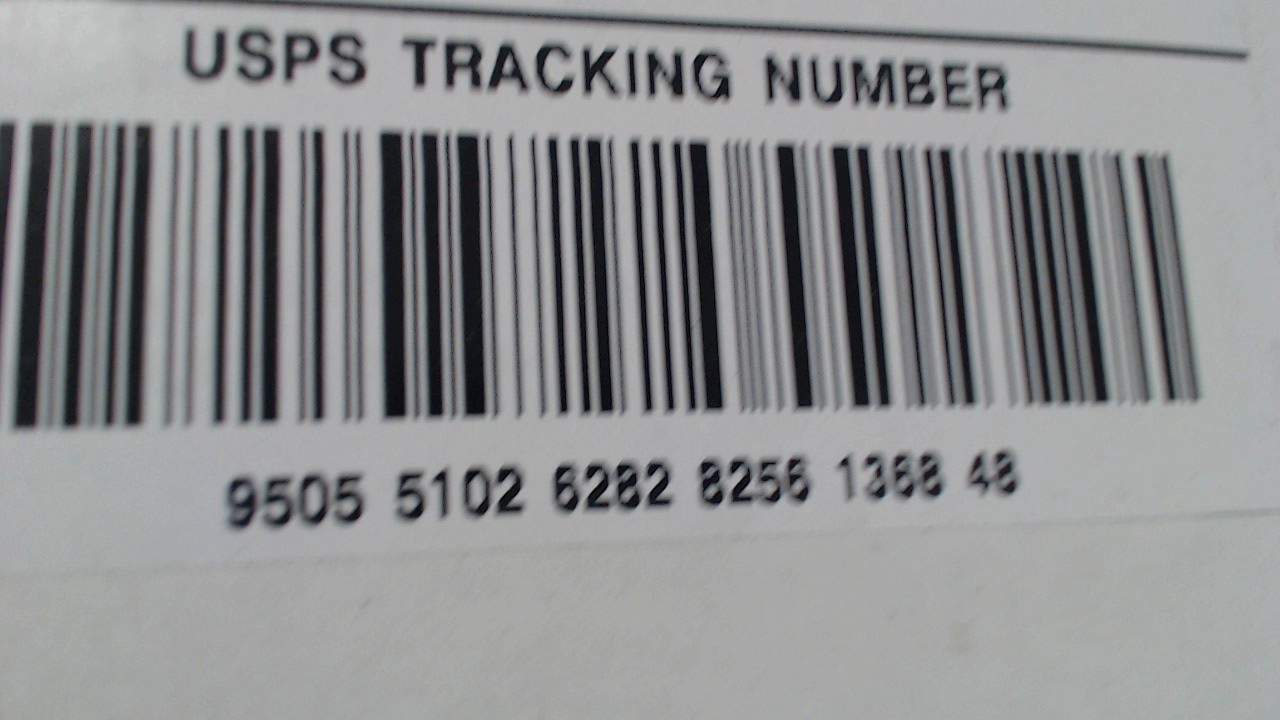 USPS TRACKING NUMBER
9505 5102 6282 8256 1368 48